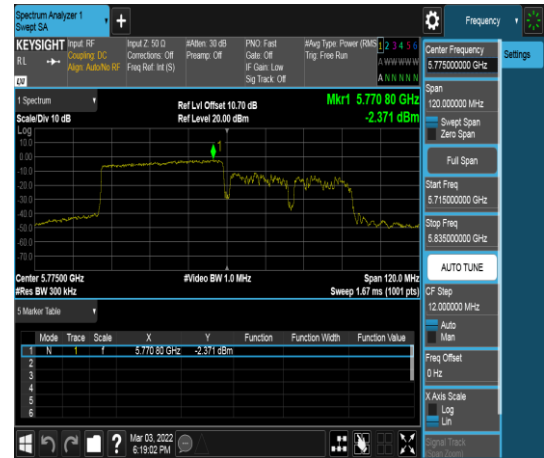 Spectrum Analyzer 1
Swept SA
+
Frequency
KEYSIGHT
RL
LXI
Input: RF
Coupling: DC
Align: Auto/No RF
Input Z: 50 Ω
Corrections: Off
Freq Ref: Int (S)
#Atten: 30 dB
Preamp: Off
PNO: Fast
Gate: Off
IF Gain: Low
Sig Track: Off
#Avg Type: Power (RMS
Trig: Free Run
1 2 3 4 5 6
A W W W W W
A N N N N N
Center Frequency
5.775000000 GHz
Settings
Span
120.000000 MHz
Swept Span
Zero Span
Full Span
Start Freq
5.715000000 GHz
Stop Freq
5.835000000 GHz
AUTO TUNE
CF Step
12.000000 MHz
Auto
Man
Freq Offset
0 Hz
X Axis Scale
Log
Lin
Signal Track
(Span Zoom)
1 Spectrum
Scale/Div 10 dB
Ref Lvl Offset 10.70 dB
Ref Level 20.00 dBm
Mkr1 5.770 80 GHz
-2.371 dBm
Log
10.0
0.00
-10.0
-20.0
-30.0
-40.0
-50.0
-60.0
-70.0
1
Center 5.77500 GHz
#Res BW 300 kHz
#Video BW 1.0 MHz
Span 120.0 MHz
Sweep 1.67 ms (1001 pts)
5 Marker Table
Mode Trace Scale X Y Function Function Width Function Value
1 N 1 f 5.770 80 GHz -2.371 dBm
2
3
4
5
6
?
Mar 03, 2022
6:19:02 PM